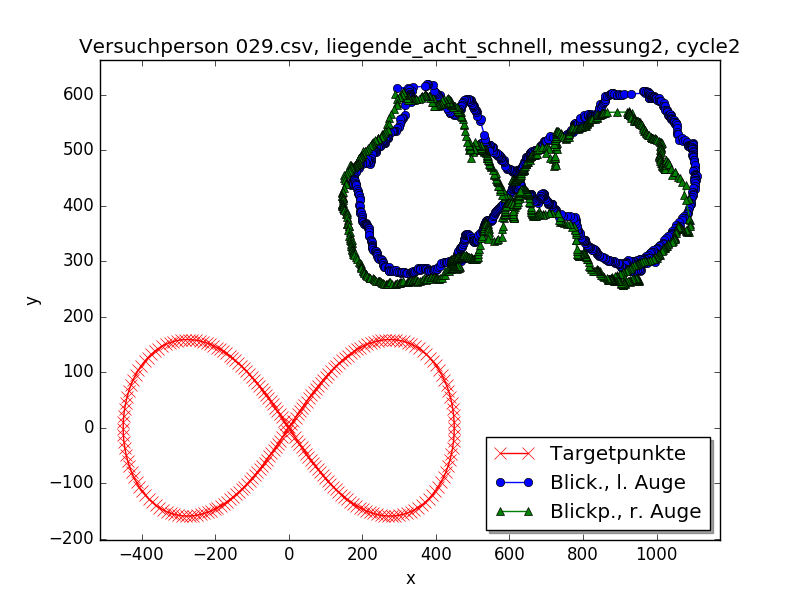 Versuchperson 029.csv, liegende_acht_schnell, messung2, cycle2
600
500
400
300
200
100
0
−100
−200
y
−400 −200 0 200 400 600 800 1000
x
Targetpunkte
Blick., l. Auge
Blickp., r. Auge